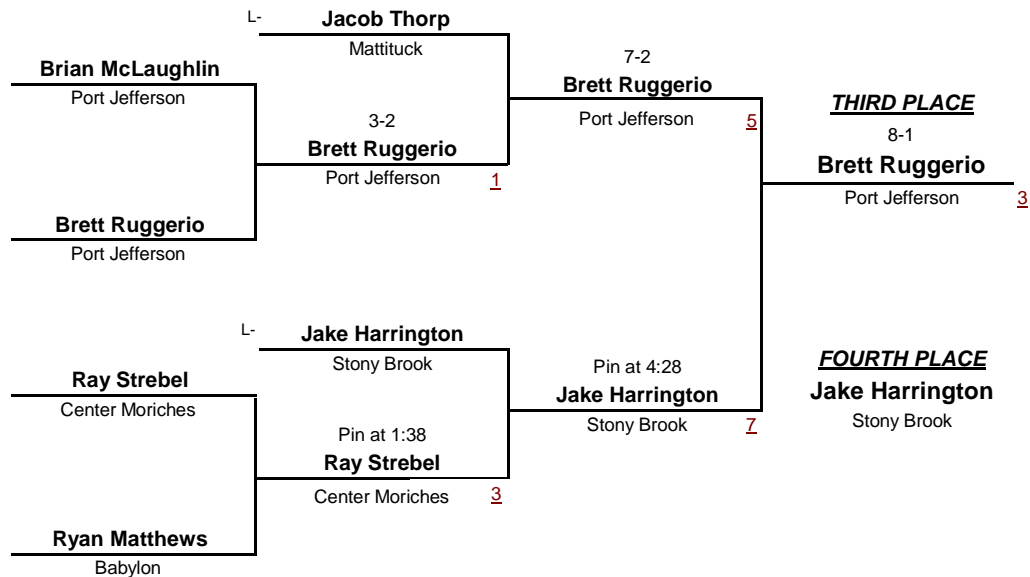 L-
Jacob Thorp
Mattituck
Brian McLaughlin
Port Jefferson
7-2
Brett Ruggerio
Port Jefferson
5
THIRD PLACE
8-1
Brett Ruggerio
Port Jefferson
3
3-2
Brett Ruggerio
Port Jefferson
1
Brett Ruggerio
Port Jefferson
L-
Jake Harrington
Stony Brook
Ray Strebel
Center Moriches
Pin at 4:28
Jake Harrington
Stony Brook
7
FOURTH PLACE
Jake Harrington
Stony Brook
Pin at 1:38
Ray Strebel
Center Moriches
3
Ryan Matthews
Babylon